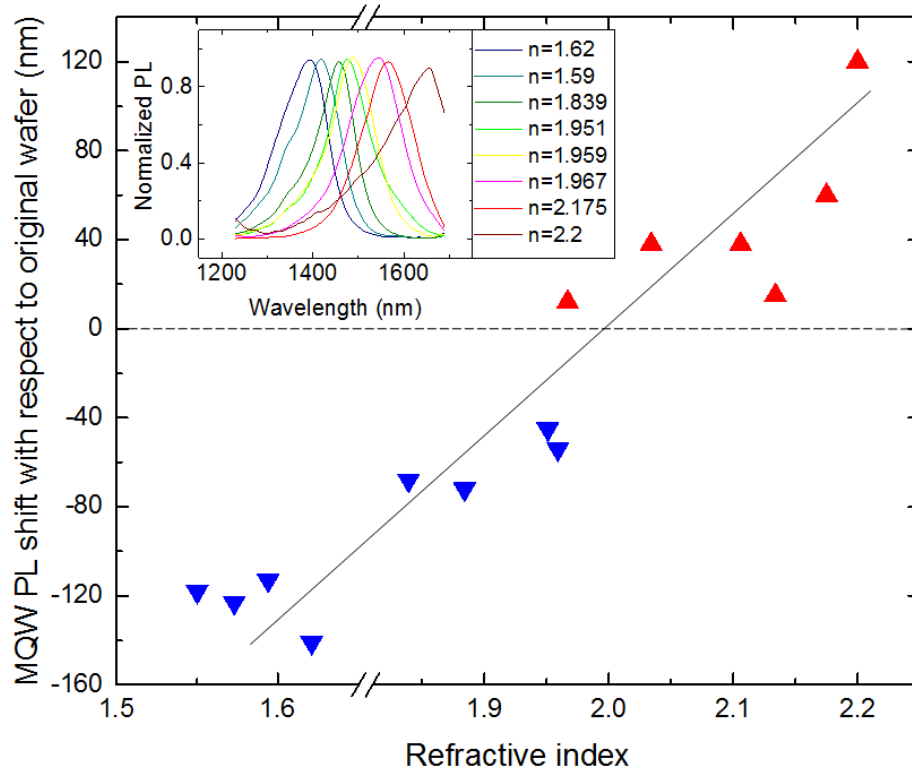 MQW PL shift with respect to original wafer (nm)
120
80
40
0
-40
-80
-120
-160
1.5
1.6
1.9
2.0
2.1
2.2
Refractive index
Normalized PL
0.8
0.4
0.0
1200
1400
1600
Wavelength (nm)
n=1.62
n=1.59
n=1.839
n=1.951
n=1.959
n=1.967
n=2.175
n=2.2